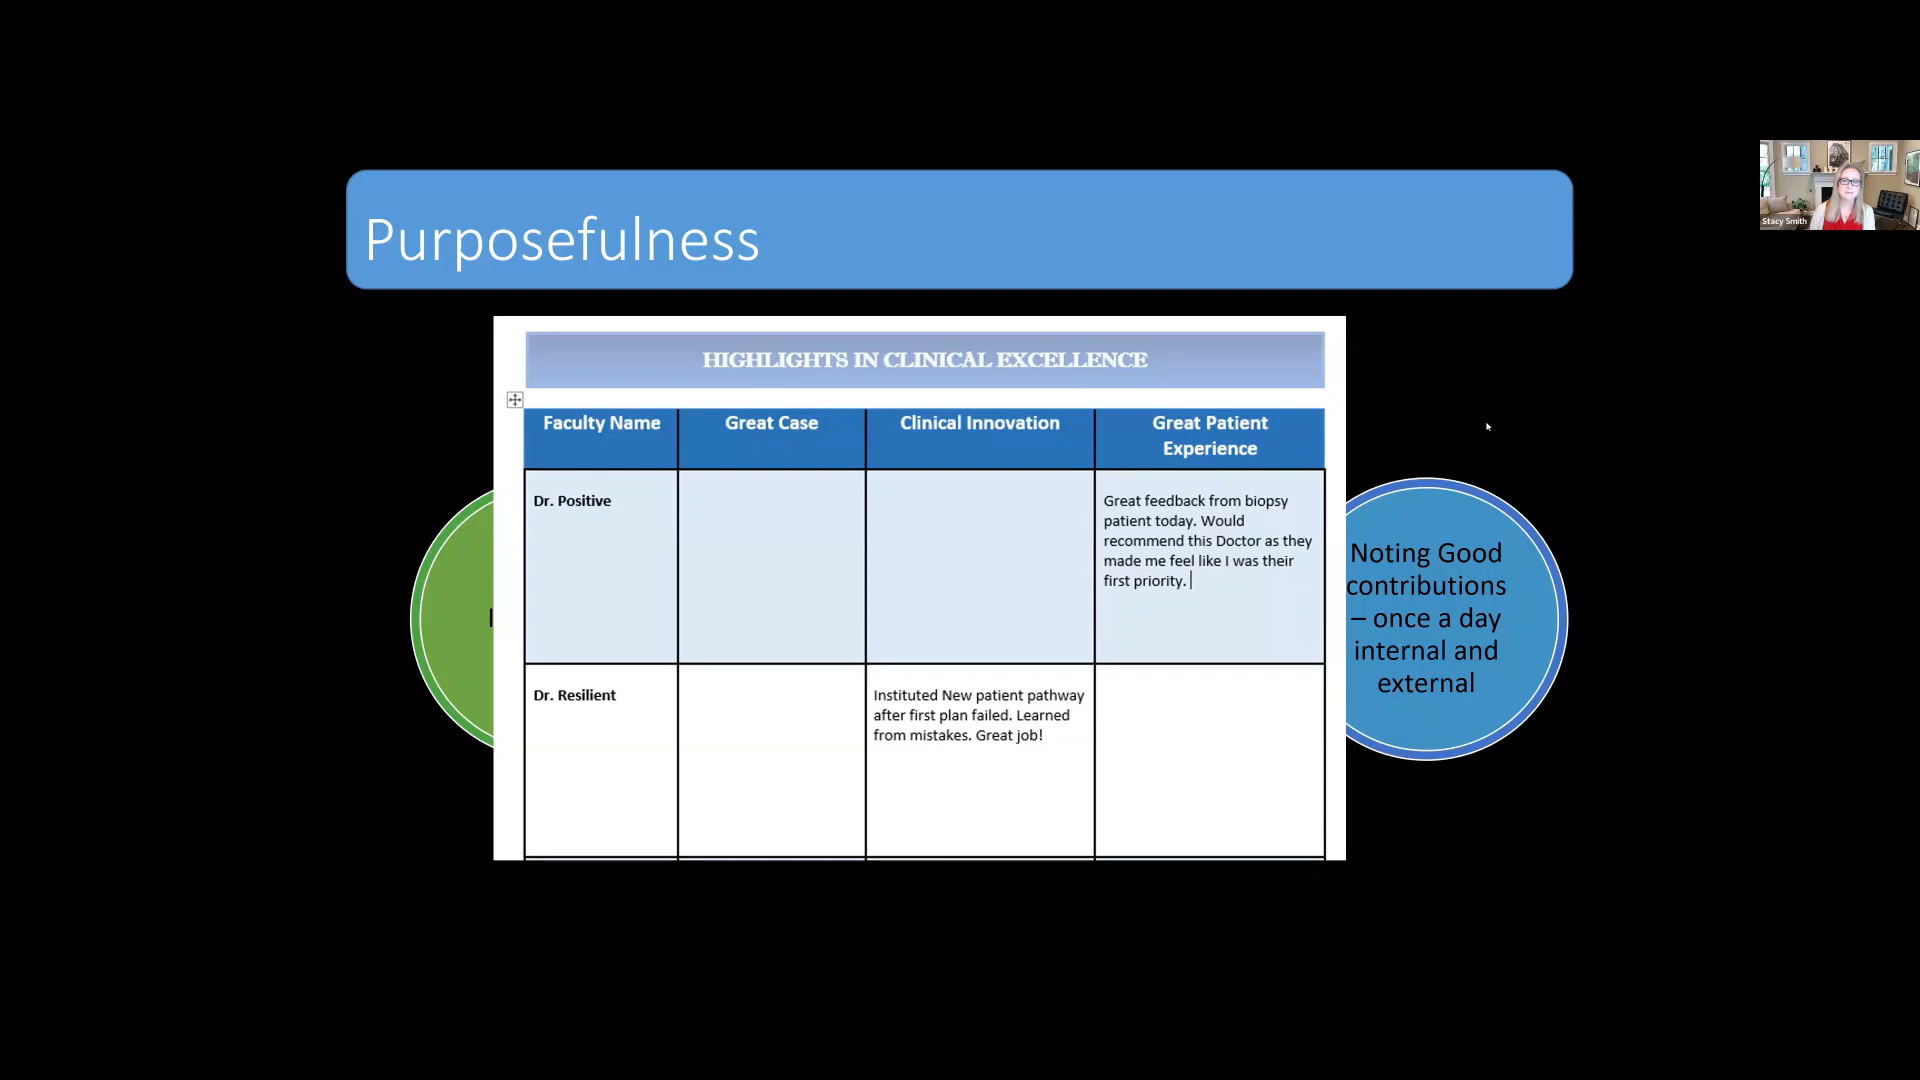 Purposefulness
Stacy Smith
HIGHLIGHTS IN CLINICAL EXCELLENCE
Faculty Name
Great Case
Clinical Innovation
Great Patient
Experience
Dr. Positive
Great feedback from biopsy
patient today. Would
recommend this Doctor as they
made me feel like I was their
first priority.
Dr. Resilient
Instituted New patient pathway
after first plan failed. Learned
from mistakes. Great job!
Noting Good
contributions
– once a day
internal and
external